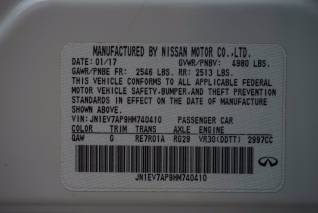 MANUFACTURED BY NISSAN MOTOR CO.,LTD.
DATE: 01/17 GVWR/PNBV: 4980 LBS.
GAWR/PNBE FR: 2546 LBS. RR: 2513 LBS.
THIS VEHICLE CONFORMS TO ALL APPLICABLE FEDERAL
MOTOR VEHICLE SAFETY,BUMPER,AND THEFT PREVENTION
STANDARDS IN EFFECT ON THE DATE OF MANUFACTURE
SHOWN ABOVE.
VIN: JN1EV7AP9HM740410 PASSENGER CAR
COLOR TRIM TRANS AXLE ENGINE
QAW G RE7R01A RG29 VR30(DDTT) 2997CC
JN1EV7AP9HM740410